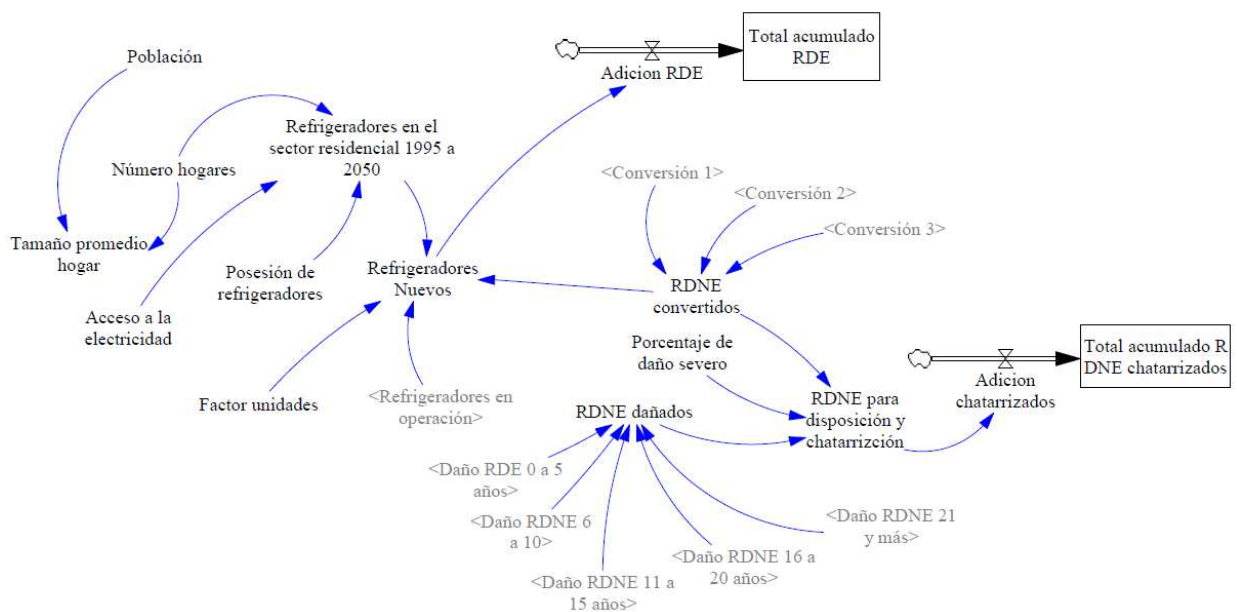 Total acumulado
RDE
Adicion RDE
Población
Refrigeradores en el
sector residencial 1995 a
2050
Número hogares
<Conversión 1>
<Conversión 2>
<Conversión 3>
Tamaño promedio
hogar
Posesión de
refrigeradores
Refrigeradores
Nuevos
RDNE
convertidos
Acceso a la
electricidad
Porcentaje de
daño severo
Total acumulado R
DNE chatarrizados
Adicion
chatarrizados
Factor unidades
<Refrigeradores en
operación>
RDNE dañados
RDNE para
disposición y
chatarrizción
<Daño RDE 0 a 5
años>
<Daño RDNE 6
a 10>
<Daño RDNE 11 a
15 años>
<Daño RDNE 16 a
20 años>
<Daño RDNE 21
y más>